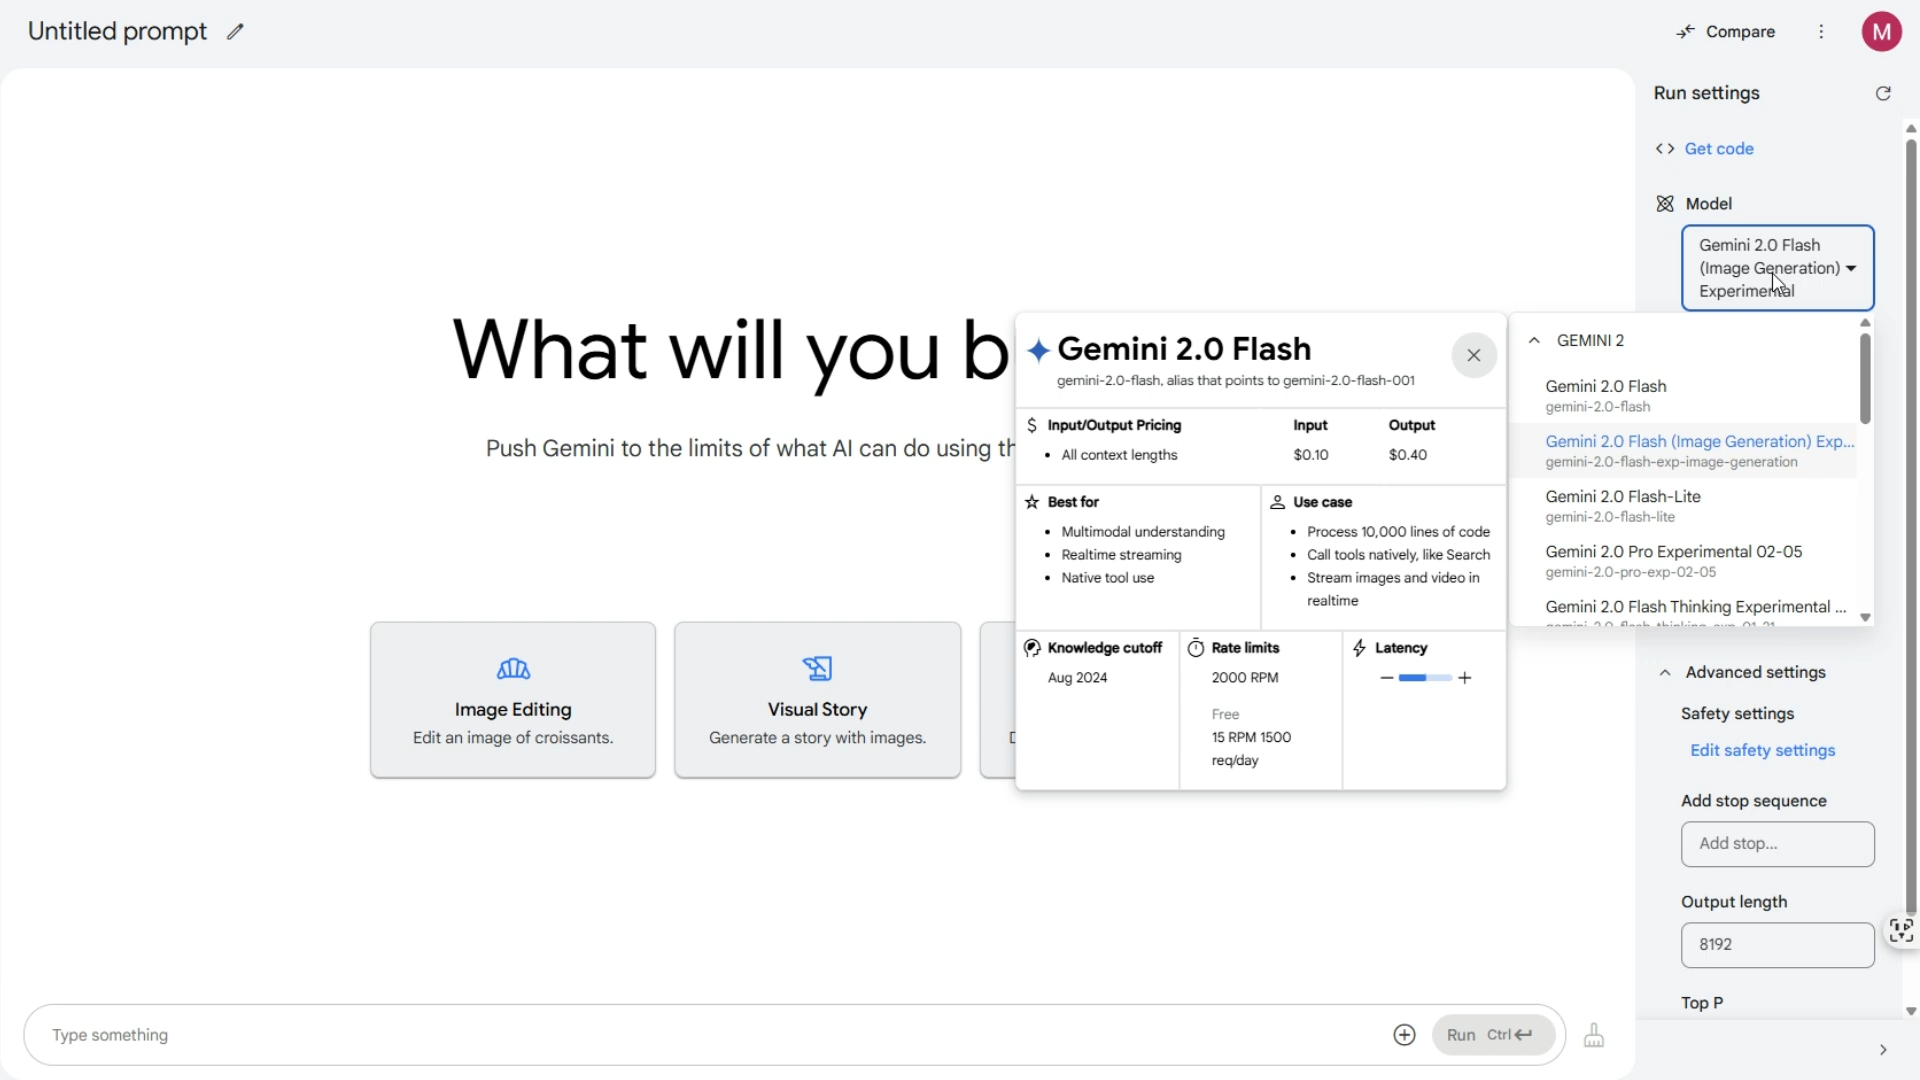 Untitled prompt
Compare
M
Run settings
Get code
Model
Gemini 2.0 Flash
(Image Generation)
Experimental
What will you b
Push Gemini to the limits of what AI can do using th
Image Editing
Edit an image of croissants.
Visual Story
Generate a story with images.
Gemini 2.0 Flash
gemini-2.0-flash, alias that points to gemini-2.0-flash-001
Input/Output Pricing Input Output
• All context lengths $0.10 $0.40
Best for
• Multimodal understanding
• Realtime streaming
• Native tool use
Use case
• Process 10,000 lines of code
• Call tools natively, like Search
• Stream images and video in
realtime
Knowledge cutoff
Aug 2024
Rate limits
2000 RPM
Free
15 RPM 1500
req/day
Latency
GEMINI 2
Gemini 2.0 Flash
gemini-2.0-flash
Gemini 2.0 Flash (Image Generation) Exp...
gemini-2.0-flash-exp-image-generation
Gemini 2.0 Flash-Lite
gemini-2.0-flash-lite
Gemini 2.0 Pro Experimental 02-05
gemini-2.0-pro-exp-02-05
Gemini 2.0 Flash Thinking Experimental ...
gemini-2.0-flash-thinking-exp-01-21
Advanced settings
Safety settings
Edit safety settings
Add stop sequence
Add stop...
Output length
8192
Top P
Type something
Run Ctrl